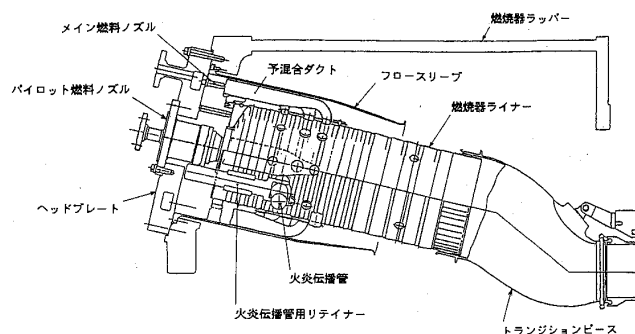 メイン燃料ノズル
燃焼器ラッパー
予混合ダクト
フロースリーブ
パイロット燃料ノズル
燃焼器ライナー
ヘッドプレート
火炎伝播管
火炎伝播管用リテイナー
トランジションピース